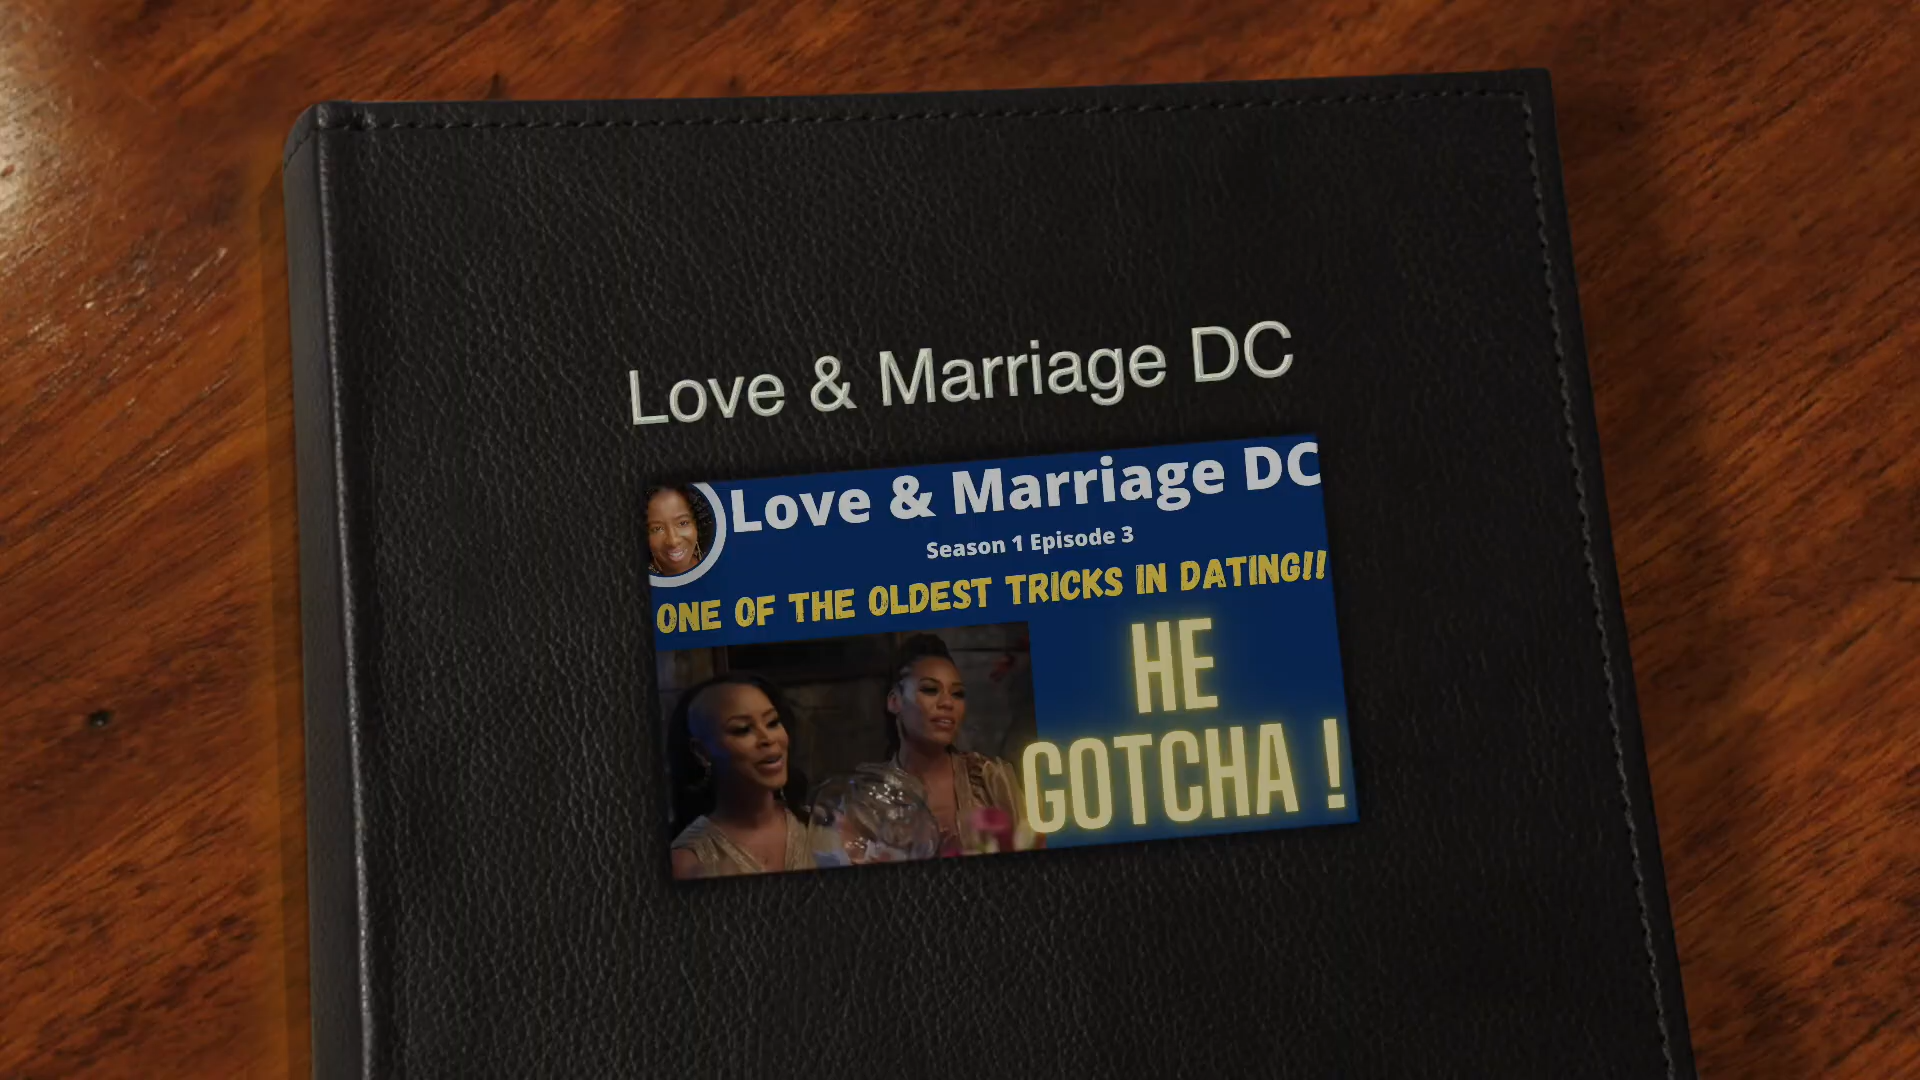 Love & Marriage DC
Love & Marriage DC
Season 1 Episode 3
ONE OF THE OLDEST TRICKS IN DATING!!
HE
GOTCHA !